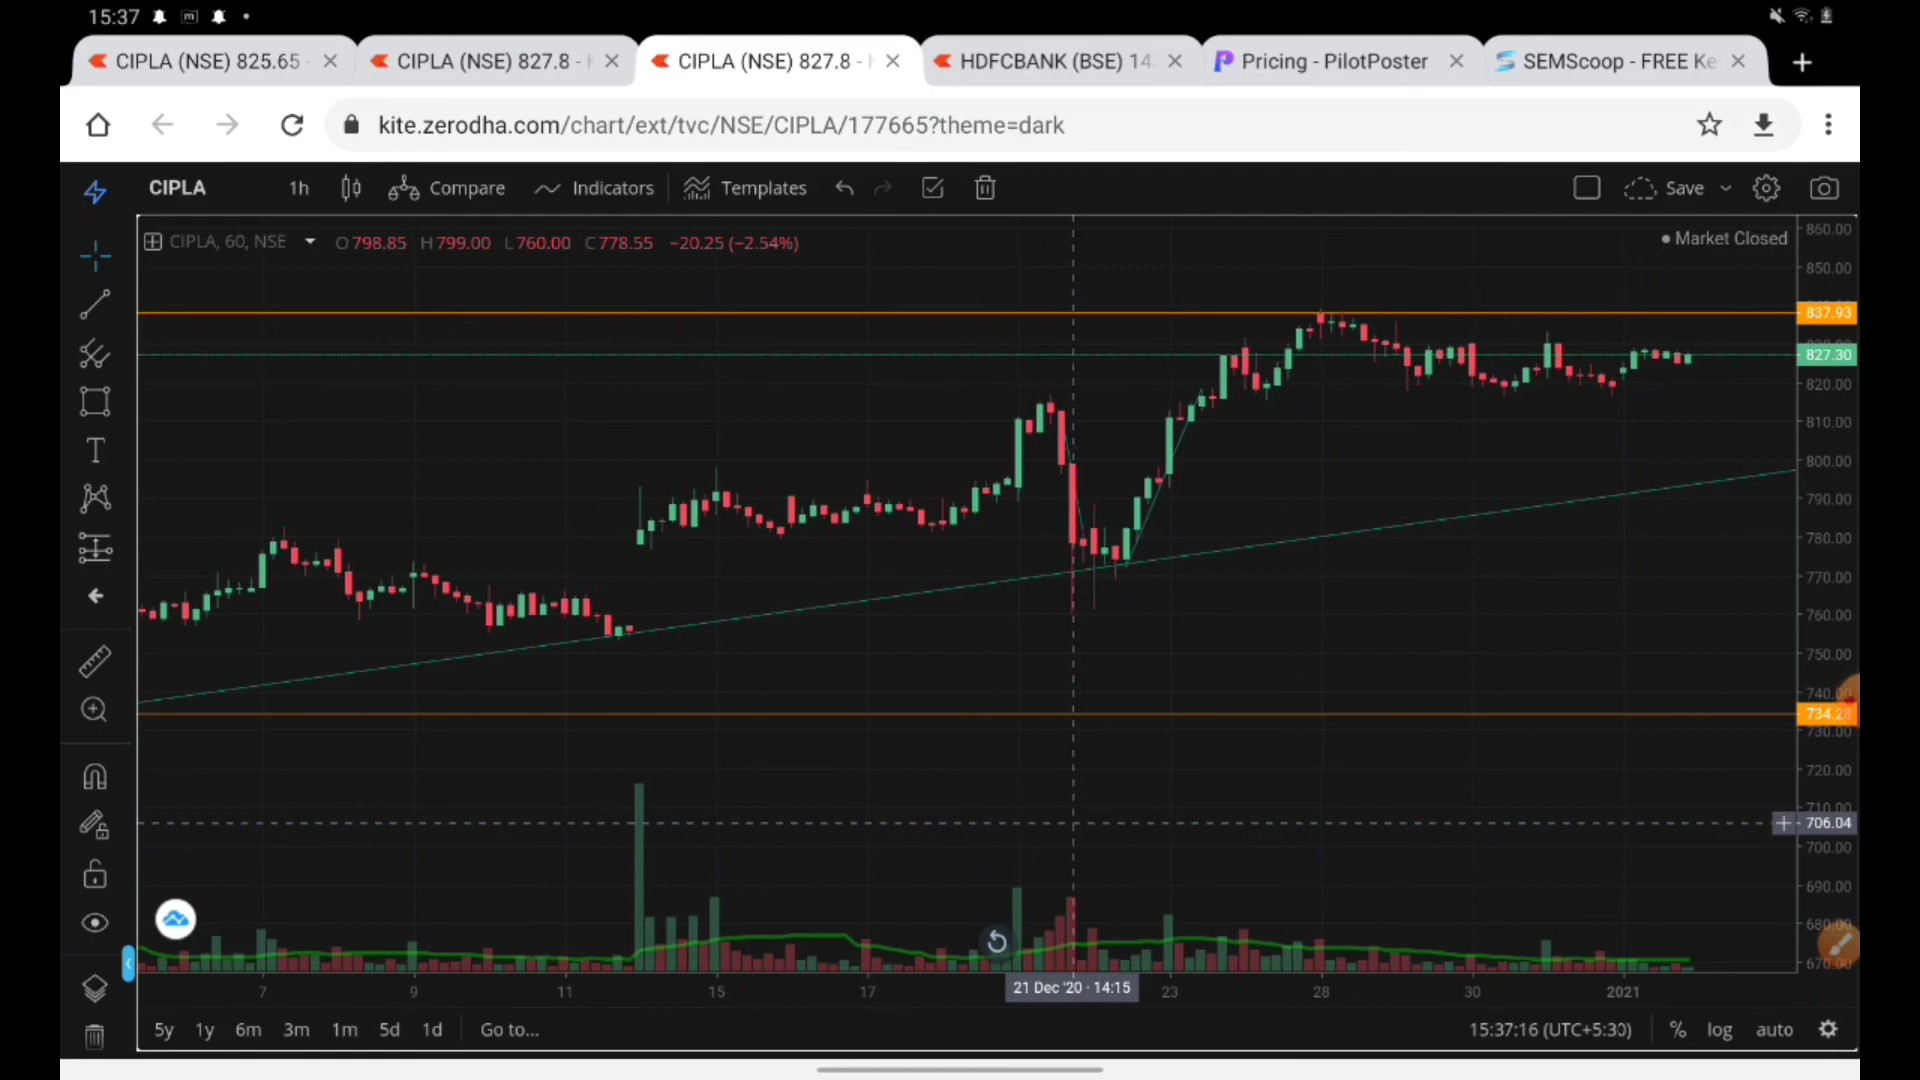 15:37
CIPLA (NSE) 825.65 -
CIPLA (NSE) 827.8 -
CIPLA (NSE) 827.8 -
HDFCBANK (BSE) 14
Pricing - PilotPoster
SEMScoop - FREE Ke
kite.zerodha.com/chart/ext/tvc/NSE/CIPLA/177665?theme=dark
CIPLA 1h Compare Indicators Templates Save
CIPLA, 60, NSE O798.85 H799.00 L760.00 C778.55 −20.25 (−2.54%)
Market Closed
860.00
850.00
837.93
827.30
820.00
810.00
800.00
790.00
780.00
770.00
760.00
750.00
740.00
734.28
730.00
720.00
710.00
706.04
700.00
690.00
680.00
670.00
7 9 11 15 17 21 Dec '20 · 14:15 23 28 30 2021
5y 1y 6m 3m 1m 5d 1d Go to... 15:37:16 (UTC+5:30) % log auto